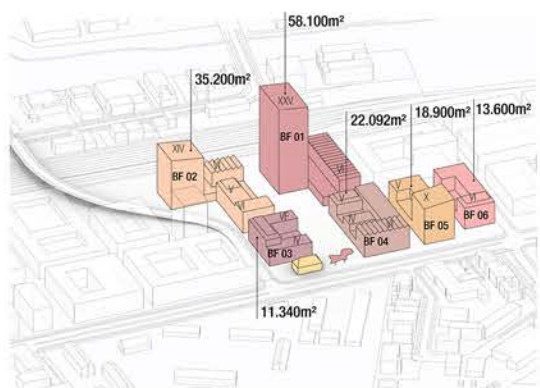 58.100m²
35.200m²
18.900m²
13.600m²
22.092m²
XXV
BF 01
XIV
BF 02
V
X
BF 05
VI
BF 06
BF 04
BF 03
11.340m²